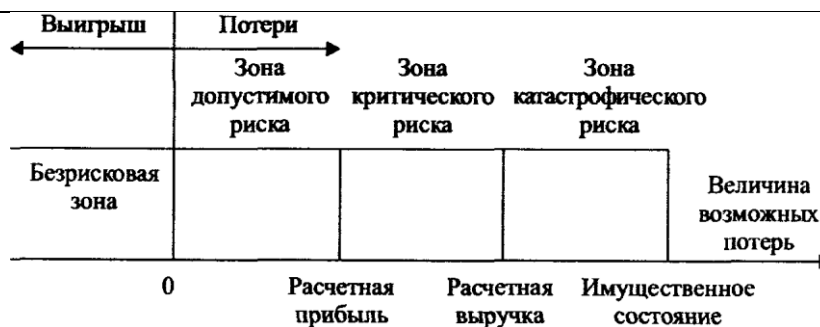 Выигрыш Потери
Зона Зона Зона
допустимого критического катастрофического
риска риска риска
Безрисковая
зона
Величина
возможных
потерь
0 Расчетная Расчетная Имущественное
прибыль выручка состояние